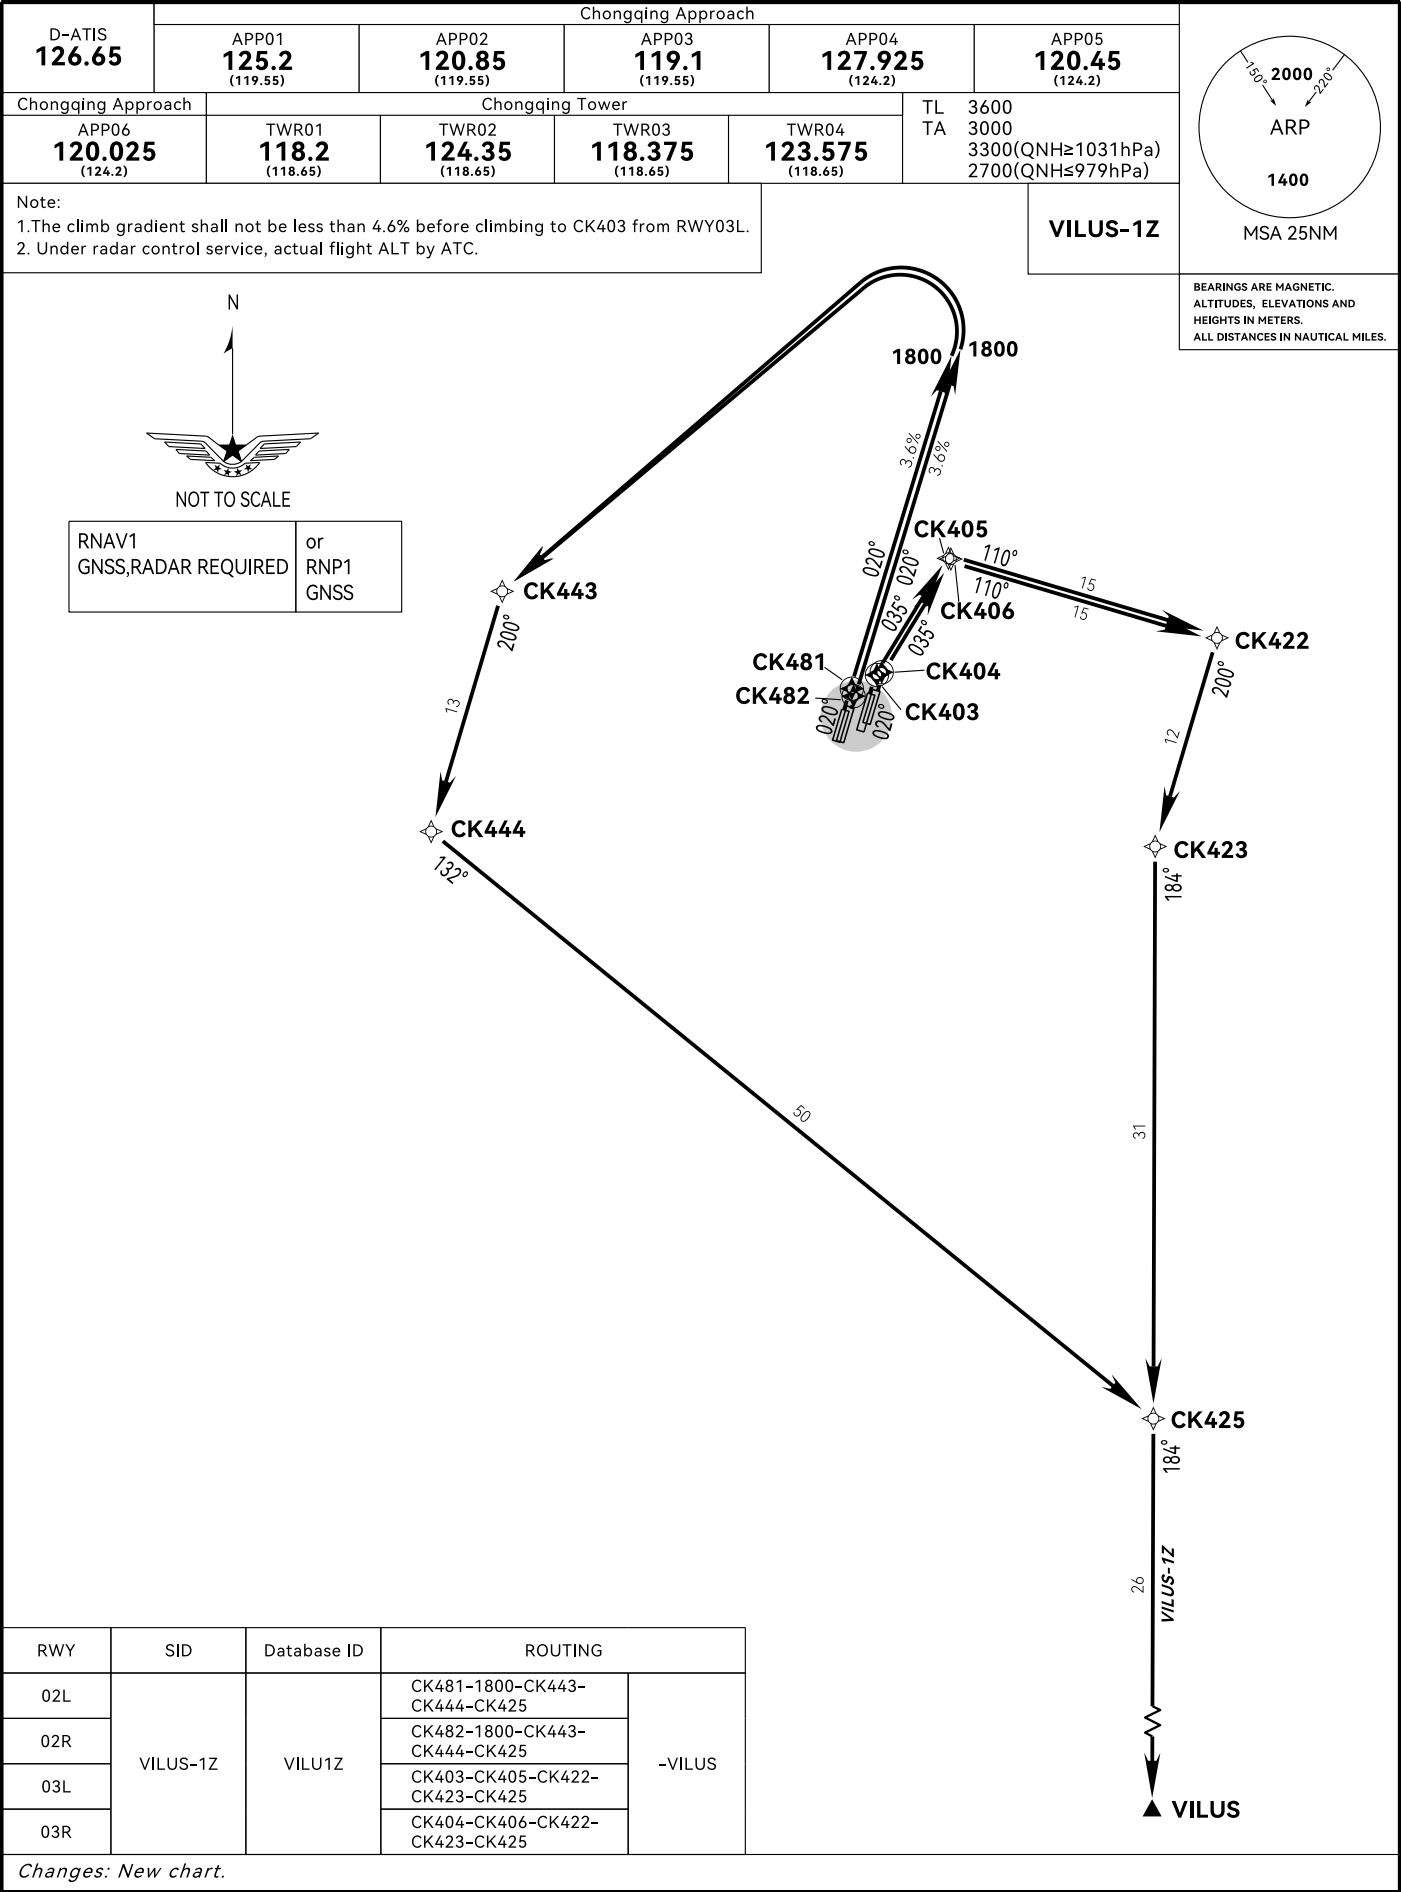 D-ATIS
126.65
Chongqing Approach
APP01
125.2
(119.55)
APP02
120.85
(119.55)
APP03
119.1
(119.55)
APP04
127.925
(124.2)
APP05
120.45
(124.2)
Chongqing Approach
APP06
120.025
(124.2)
Chongqing Tower
TWR01
118.2
(118.65)
TWR02
124.35
(118.65)
TWR03
118.375
(118.65)
TWR04
123.575
(118.65)
TL 3600
TA 3000
3300(QNH≥1031hPa)
2700(QNH≤979hPa)
150°
2000
220°
ARP
1400
MSA 25NM
Note:
1.The climb gradient shall not be less than 4.6% before climbing to CK403 from RWY03L.
2. Under radar control service, actual flight ALT by ATC.
VILUS-1Z
BEARINGS ARE MAGNETIC.
ALTITUDES, ELEVATIONS AND
HEIGHTS IN METERS.
ALL DISTANCES IN NAUTICAL MILES.
N
NOT TO SCALE
RNAV1
GNSS,RADAR REQUIRED
or
RNP1
GNSS
1800
1800
3.6%
3.6%
020°
020°
CK405
110°
15
110°
15
CK406
035°
035°
CK443
200°
13
CK422
200°
12
CK481
CK482
CK404
CK403
020°
020°
CK444
132°
CK423
184°
50
31
CK425
184°
26
VILUS-1Z
VILUS
RWY
SID
Database ID
ROUTING
02L
CK481-1800-CK443-
CK444-CK425
02R
CK482-1800-CK443-
CK444-CK425
VILUS-1Z
VILU1Z
-VILUS
03L
CK403-CK405-CK422-
CK423-CK425
03R
CK404-CK406-CK422-
CK423-CK425
Changes: New chart.